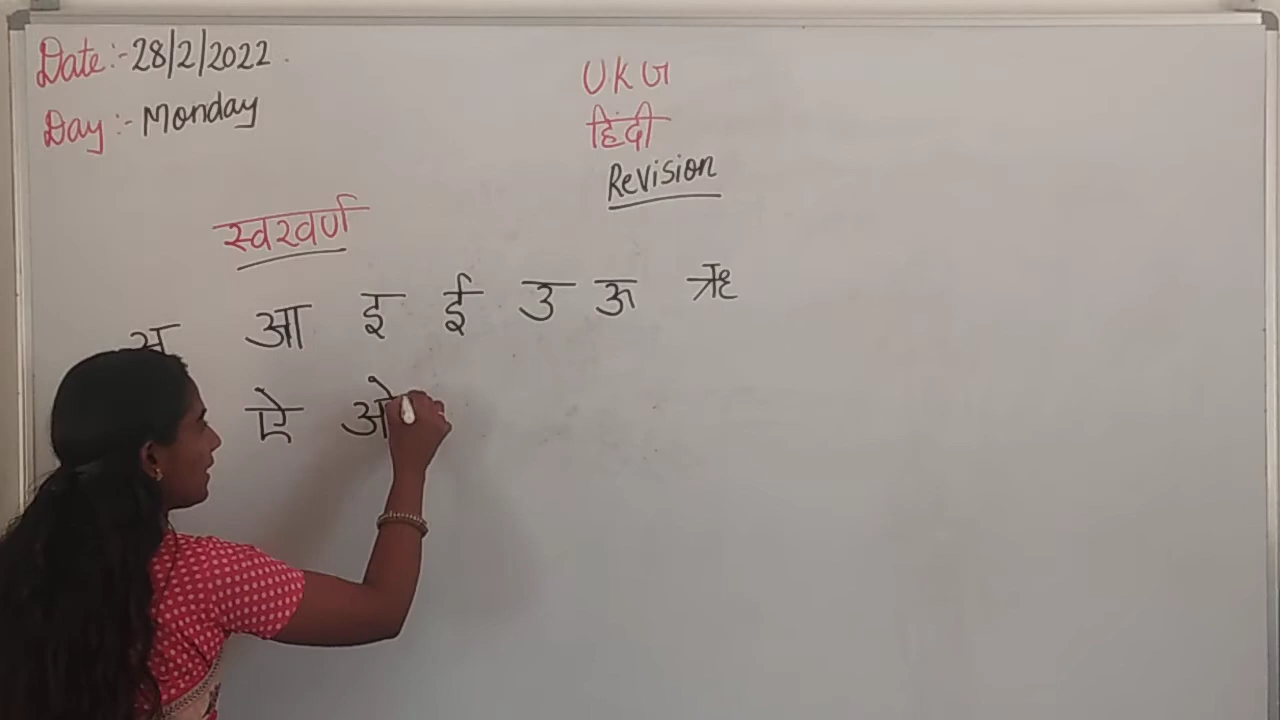 Date:- 28/2/2022
Day:- Monday
UKG
हिंदी
Revision
स्वरवर्ण
अ आ इ ई उ ऊ ऋ
ऐ ओ